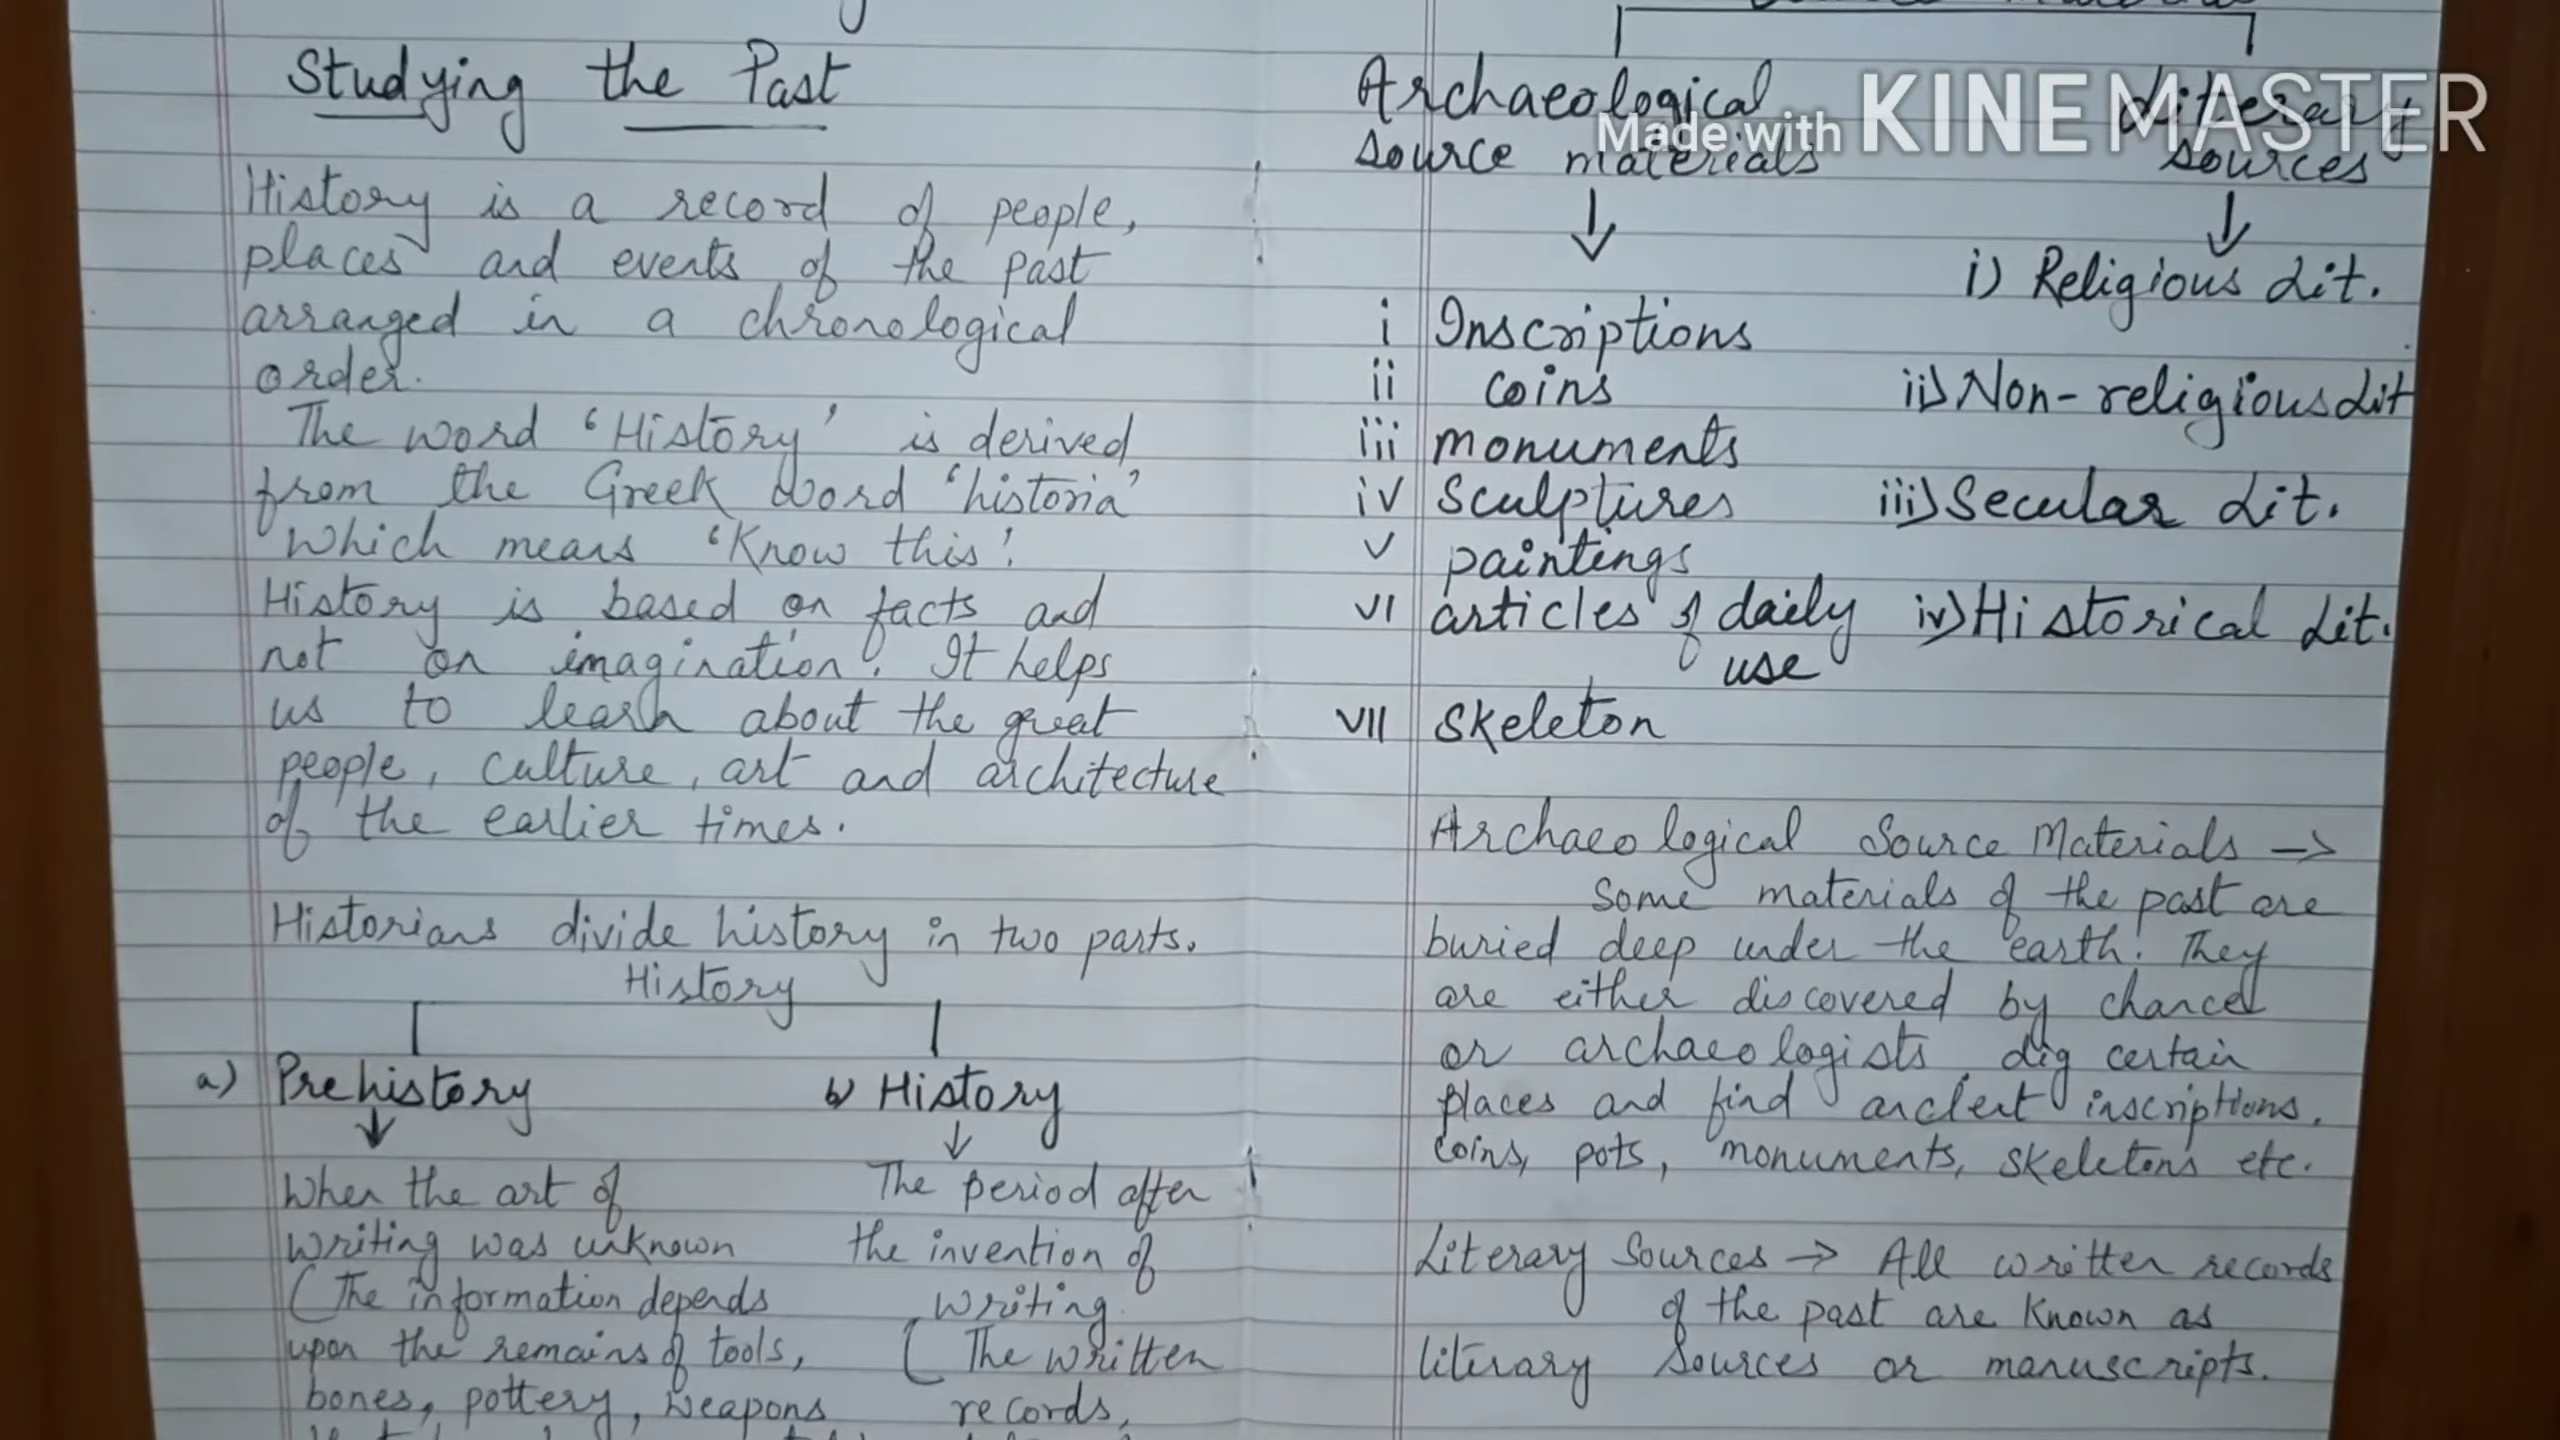 Studying the Past
History is a record of people,
places and events of the past
arranged in a chronological
order.
The word 'History' is derived
from the Greek word 'historia'
which means 'Know this'.
History is based on facts and
not on imagination. It helps
us to learn about the great
people, culture, art and architecture
of the earlier times.
Historians divide history in two parts.
History
a) Prehistory
When the art of
writing was unknown
(The information depends
upon the remains of tools,
bones, pottery, weapons
b) History
The period after
the invention of
writing.
(The written
records,
Archaeological
source materials
i Inscriptions
ii coins
iii monuments
iv sculptures
v paintings
VI articles of daily
use
VII skeleton
Literary
sources
i) Religious Lit.
ii) Non-religious Lit
iii) Secular Lit.
iv) Historical Lit.
Archaeological Source Materials →
Some materials of the past are
buried deep under the earth. They
are either discovered by chance
or archaeologists dig certain
places and find ancient inscriptions,
coins, pots, monuments, skeletons etc.
Literary Sources → All written records
of the past are known as
literary sources or manuscripts.
Made with KINEMASTER